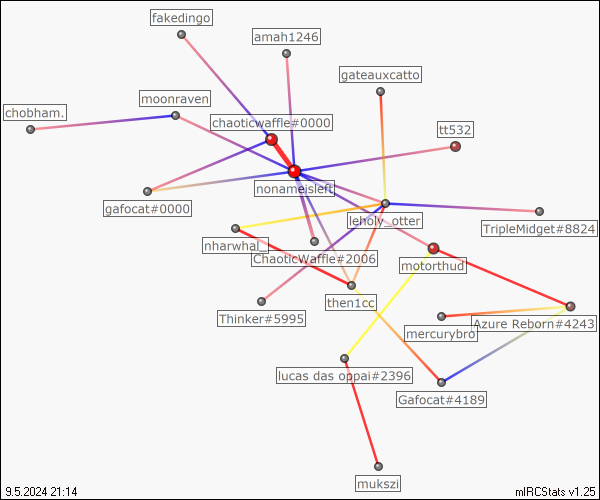 fakedingo
amah1246
gateauxcatto
moonraven
chobham.
chaoticwaffle#0000
tt532
nonameisleft
gafocat#0000
leholy_otter
TripleMidget#8824
nharwhal_
ChaoticWaffle#2006
motorthud
then1cc
Thinker#5995
Azure Reborn#4243
mercurybro
lucas das oppai#2396
Gafocat#4189
mukszi
9.5.2024 21:14
mIRCStats v1.25